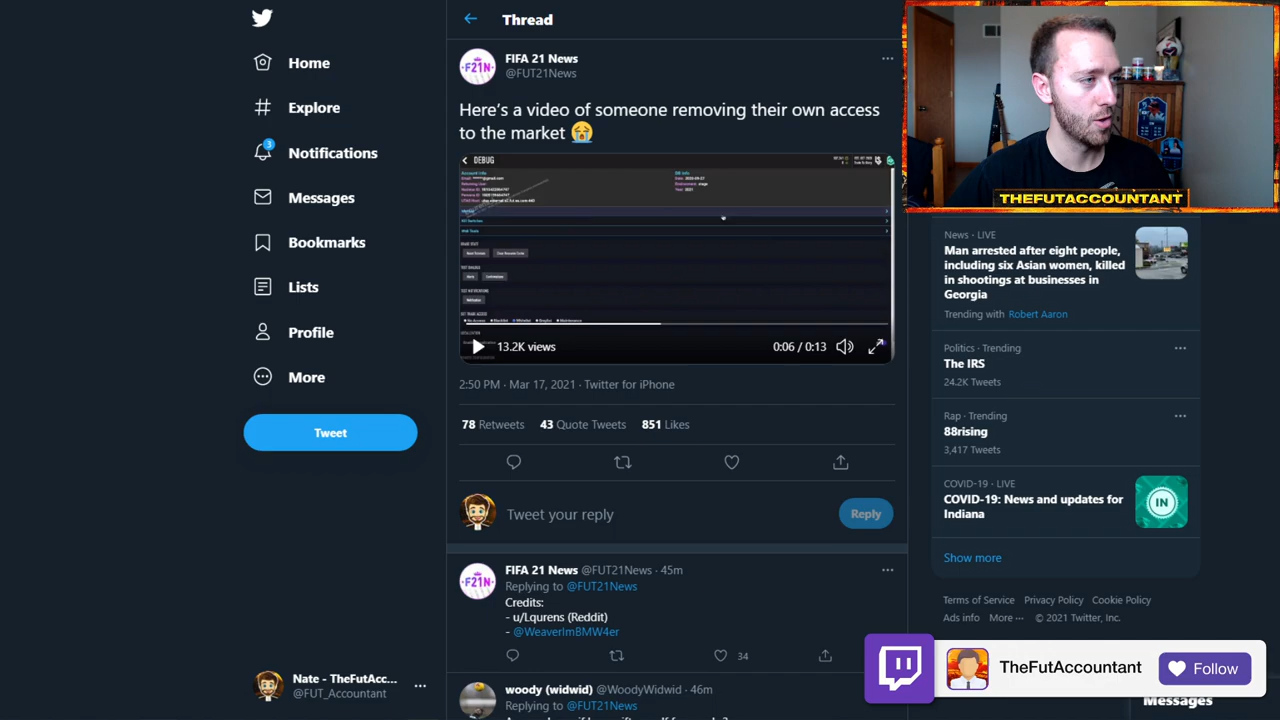 Thread
Home
Explore
3
Notifications
Messages
Bookmarks
Lists
Profile
More
Tweet
Nate - TheFutAcc...
@FUT_Accountant
F21N
FIFA 21 News
@FUT21News
Here's a video of someone removing their own access
to the market 😭
DEBUG
13.2K views
0:06 / 0:13
2:50 PM · Mar 17, 2021 · Twitter for iPhone
78 Retweets 43 Quote Tweets 851 Likes
Tweet your reply
Reply
F21N
FIFA 21 News @FUT21News · 45m
Replying to @FUT21News
Credits:
- u/Lqurens (Reddit)
- @WeaverImBMW4er
34
woody (widwid) @WoodyWidwid · 46m
Replying to @FUT21News
THEFUTACCOUNTANT
News · LIVE
Man arrested after eight people,
including six Asian women, killed
in shootings at businesses in
Georgia
Trending with Robert Aaron
Politics · Trending
The IRS
24.2K Tweets
Rap · Trending
88rising
3,417 Tweets
COVID-19 · LIVE
COVID-19: News and updates for
Indiana
IN
Show more
Terms of Service Privacy Policy Cookie Policy
Ads info More ··· © 2021 Twitter, Inc.
TheFutAccountant
Follow
Messages